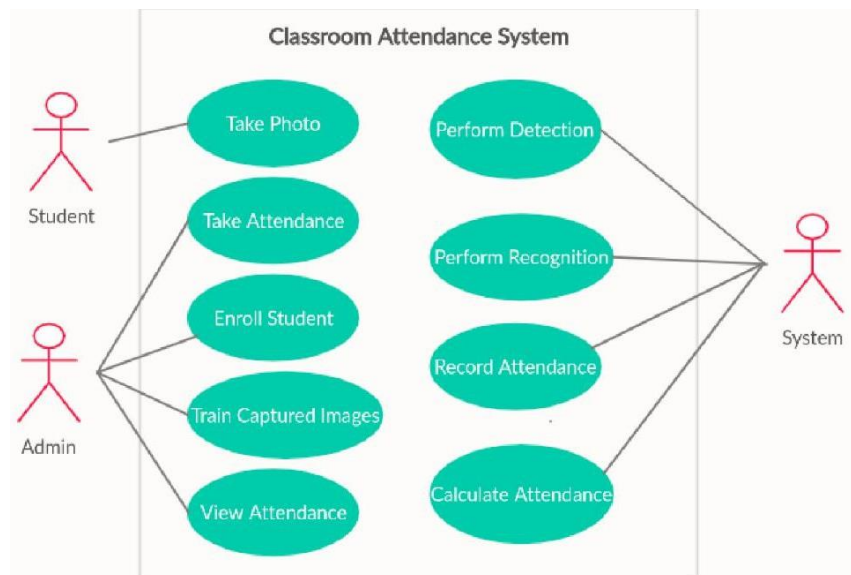 Classroom Attendance System
Take Photo
Perform Detection
Student
Take Attendance
Perform Recognition
Enroll Student
System
Record Attendance
Train Captured Images
Admin
Calculate Attendance
View Attendance